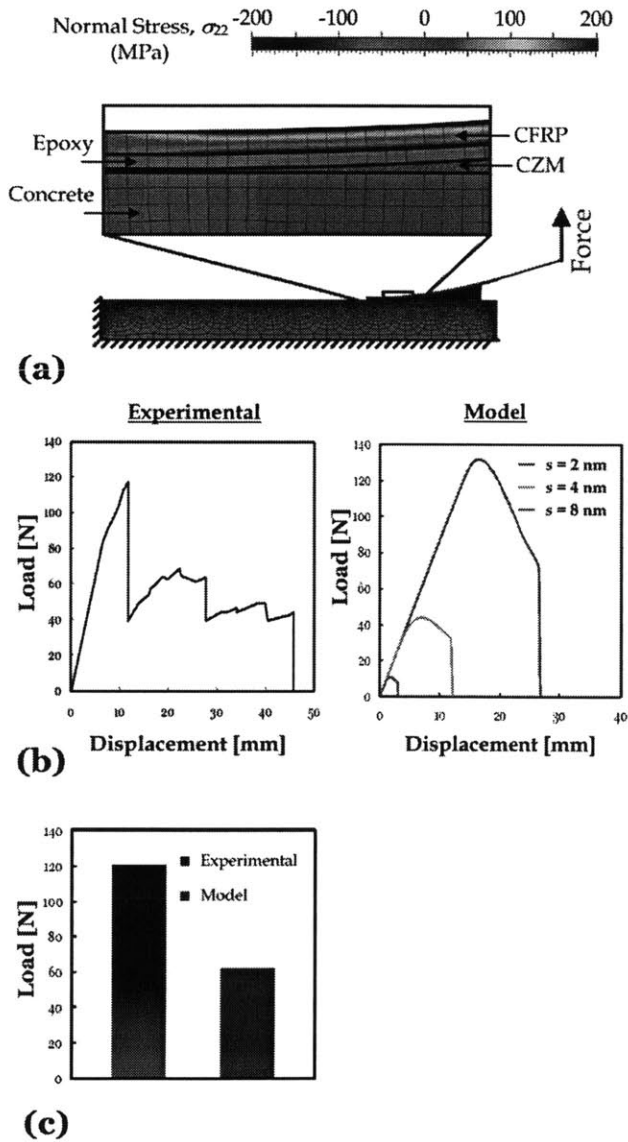 Normal Stress, σ22
(MPa)
-200 -100 0 100 200
Epoxy
CFRP
CZM
Concrete
Force
(a)
Experimental
Model
Load [N]
140
120
100
80
60
40
20
0
0 10 20 30 40 50
Displacement [mm]
Load [N]
140
120
100
80
60
40
20
0
s = 2 nm
s = 4 nm
s = 8 nm
0 10 20 30 40
Displacement [mm]
(b)
Load [N]
140
120
100
80
60
40
20
0
Experimental
Model
(c)